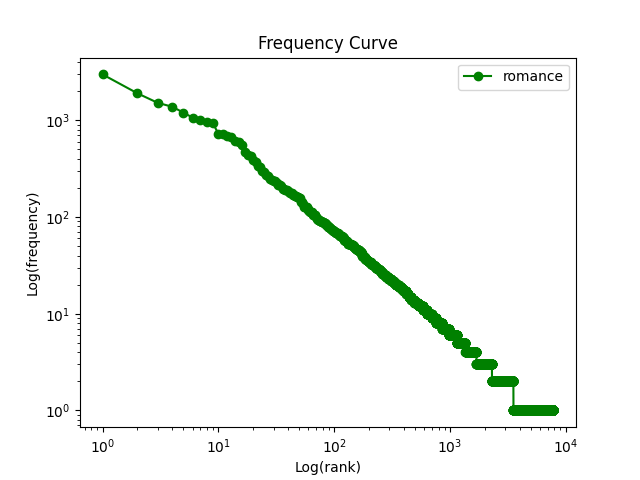 Frequency Curve
romance
Log(frequency)
10³
10²
10¹
10⁰
10⁰ 10¹ 10² 10³ 10⁴
Log(rank)